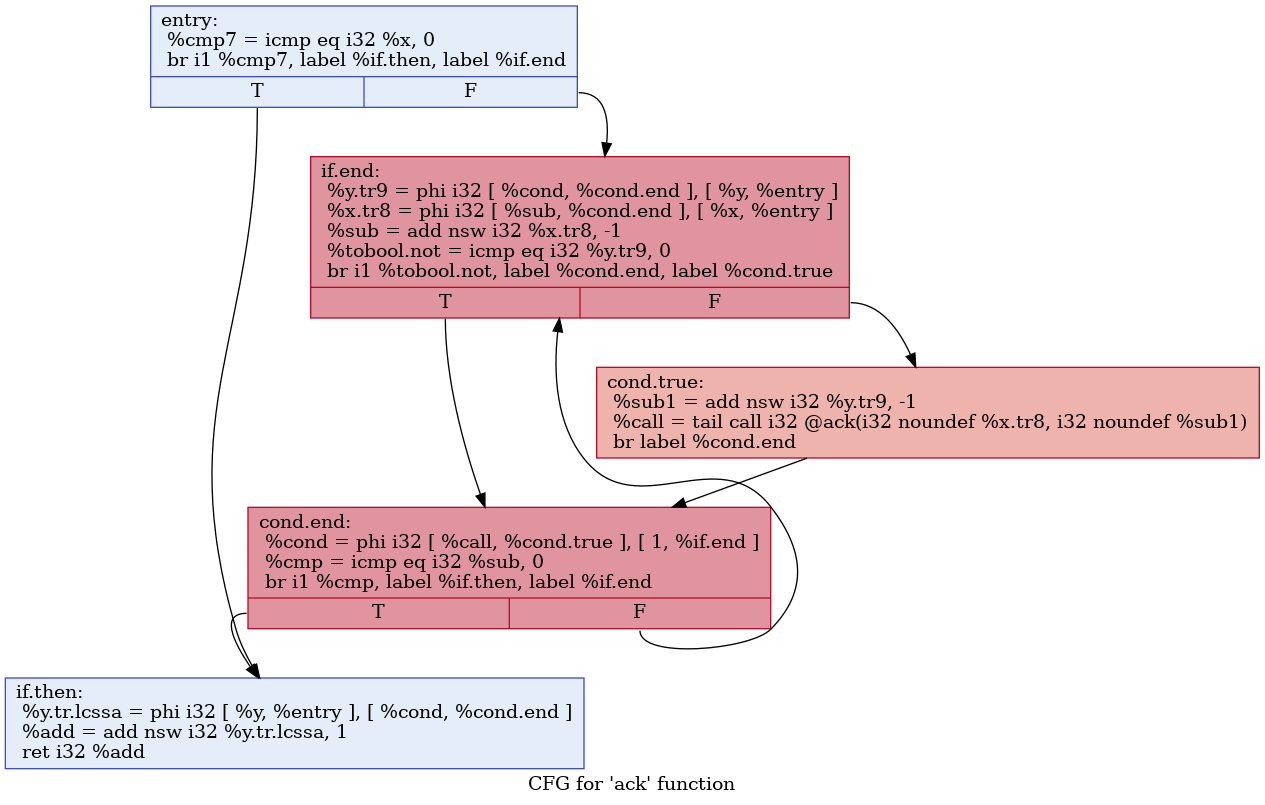 entry:
%cmp7 = icmp eq i32 %x, 0
br i1 %cmp7, label %if.then, label %if.end
T
F
if.end:
%y.tr9 = phi i32 [ %cond, %cond.end ], [ %y, %entry ]
%x.tr8 = phi i32 [ %sub, %cond.end ], [ %x, %entry ]
%sub = add nsw i32 %x.tr8, -1
%tobool.not = icmp eq i32 %y.tr9, 0
br i1 %tobool.not, label %cond.end, label %cond.true
T
F
cond.true:
%sub1 = add nsw i32 %y.tr9, -1
%call = tail call i32 @ack(i32 noundef %x.tr8, i32 noundef %sub1)
br label %cond.end
cond.end:
%cond = phi i32 [ %call, %cond.true ], [ 1, %if.end ]
%cmp = icmp eq i32 %sub, 0
br i1 %cmp, label %if.then, label %if.end
T
F
if.then:
%y.tr.lcssa = phi i32 [ %y, %entry ], [ %cond, %cond.end ]
%add = add nsw i32 %y.tr.lcssa, 1
ret i32 %add
CFG for 'ack' function